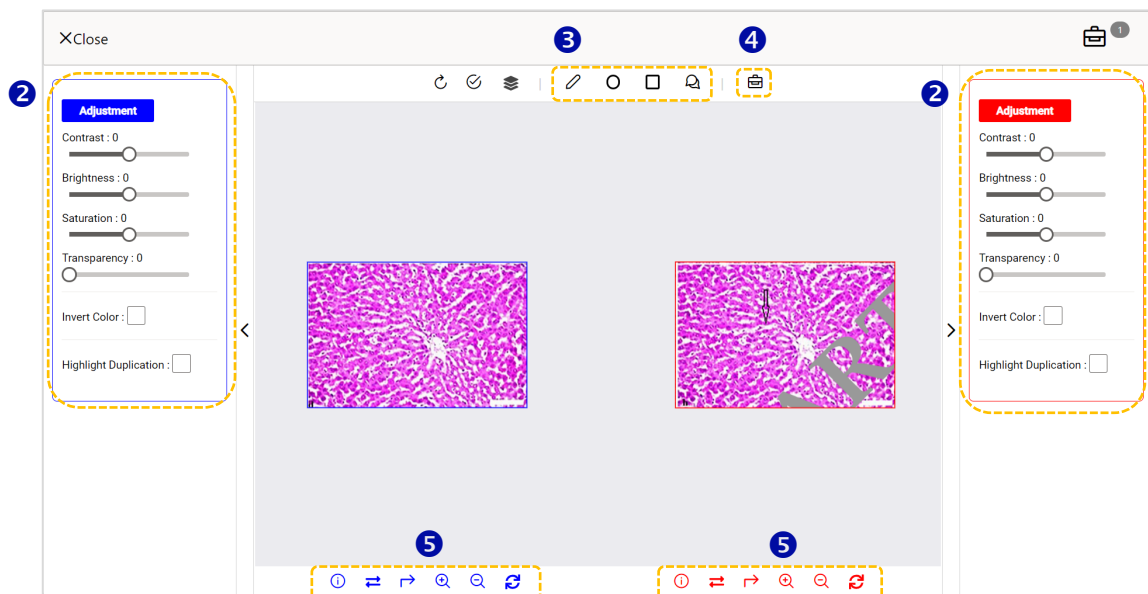 Close
1
3
4
2
2
Adjustment
Contrast : 0
Brightness : 0
Saturation : 0
Transparency : 0
Invert Color :
Highlight Duplication :
Adjustment
Contrast : 0
Brightness : 0
Saturation : 0
Transparency : 0
Invert Color :
Highlight Duplication :
ART
5
5